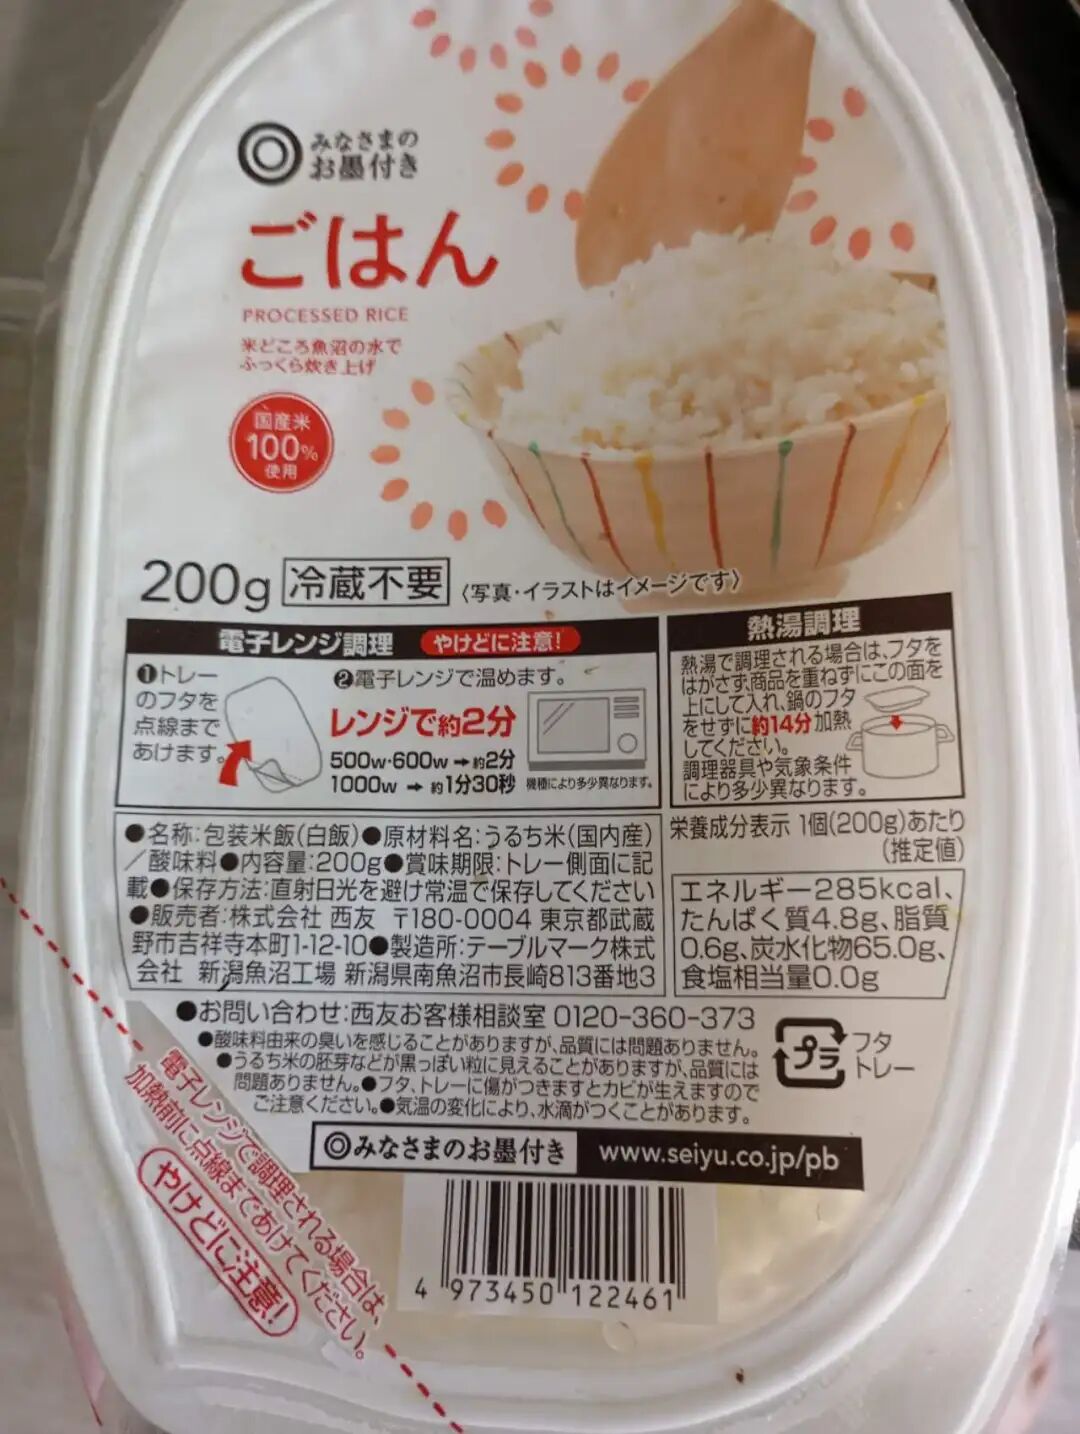 みなさまの
お墨付き
ごはん
PROCESSED RICE
米どころ魚沼の水で
ふっくら炊き上げ
国産米
100%
使用
200g 冷蔵不要 〈写真・イラストはイメージです〉
電子レンジ調理 やけどに注意!
❶トレー
のフタを
点線まで
あけます。
❷電子レンジで温めます。
レンジで約2分
500w・600w → 約2分
1000w → 約1分30秒
機種により多少異なります。
熱湯調理
熱湯で調理される場合は、フタを
はがさず、商品を重ねずにこの面を
上にして入れ、鍋のフタ
をせずに約14分加熱
してください。
調理器具や気象条件
により多少異なります。
●名称:包装米飯(白飯)●原材料名:うるち米(国内産)
/酸味料●内容量:200g●賞味期限:トレー側面に記
載●保存方法:直射日光を避け常温で保存してください
●販売者:株式会社 西友 〒180-0004 東京都武蔵
野市吉祥寺本町1-12-10●製造所:テーブルマーク株式
会社 新潟魚沼工場 新潟県南魚沼市長崎813番地3
栄養成分表示 1個(200g)あたり
(推定値)
エネルギー285kcal、
たんぱく質4.8g、脂質
0.6g、炭水化物65.0g、
食塩相当量0.0g
●お問い合わせ:西友お客様相談室 0120-360-373
●酸味料由来の臭いを感じることがありますが、品質には問題ありません。
●うるち米の胚芽などが黒っぽい粒に見えることがありますが、品質には
問題ありません。●フタ、トレーに傷がつきますとカビが生えますので
ご注意ください。●気温の変化により、水滴がつくことがあります。
プラ
フタ
トレー
みなさまのお墨付き www.seiyu.co.jp/pb
電子レンジで調理される場合は、
加熱前に点線まであけてください。
やけどに注意!
4 973450 122461